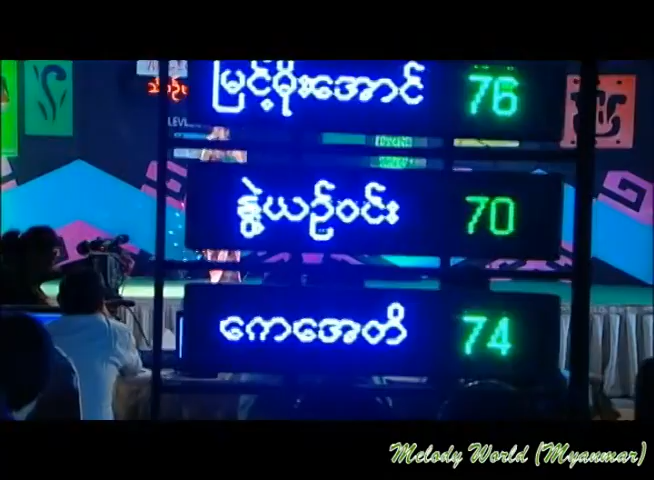 မြင့်မိုးအောင် 76
LEVEL
နွဲ့ယဉ်ဝင်း 70
ကေအေတီ 74
Melody World (Myanmar)